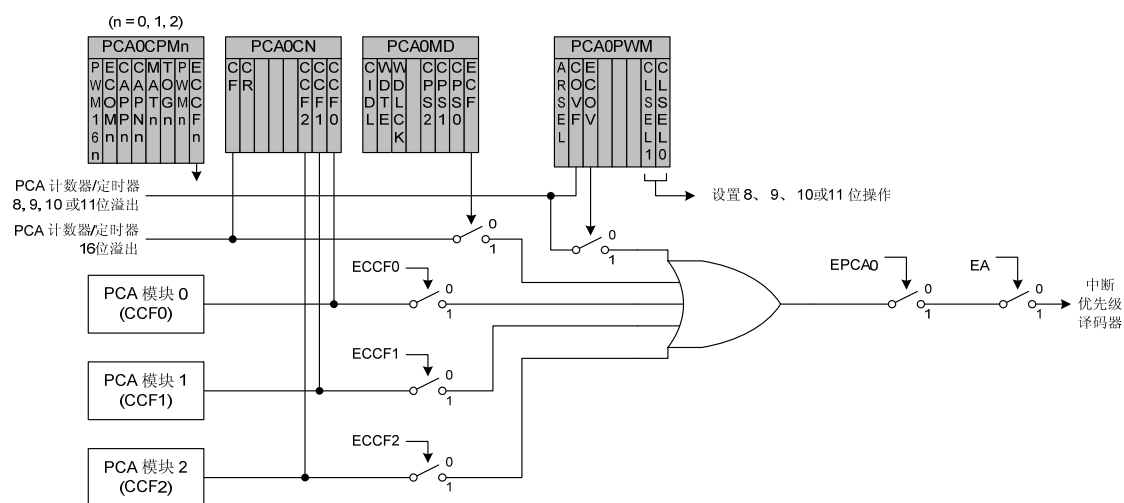 (n = 0, 1, 2)
PCA0CPMn
PWM16n
ECOMn
CAPPn
CAPNn
MATn
TOGn
PWMn
ECCFn
PCA0CN
CF
CR
CCF2
CCF1
CCF0
PCA0MD
CIDL
WDTE
WDLCK
CPS2
CPS1
CPS0
ECF
PCA0PWM
ARSEL
COVF
ECOV
CLSEL1
CLSEL0
PCA 计数器/定时器
8, 9, 10 或11位溢出
设置 8、 9、 10或11 位操作
PCA 计数器/定时器
16位溢出
0
1
0
1
PCA 模块 0
(CCF0)
ECCF0
0
1
EPCA0
0
1
EA
0
1
中断
优先级
译码器
PCA 模块 1
(CCF1)
ECCF1
0
1
PCA 模块 2
(CCF2)
ECCF2
0
1